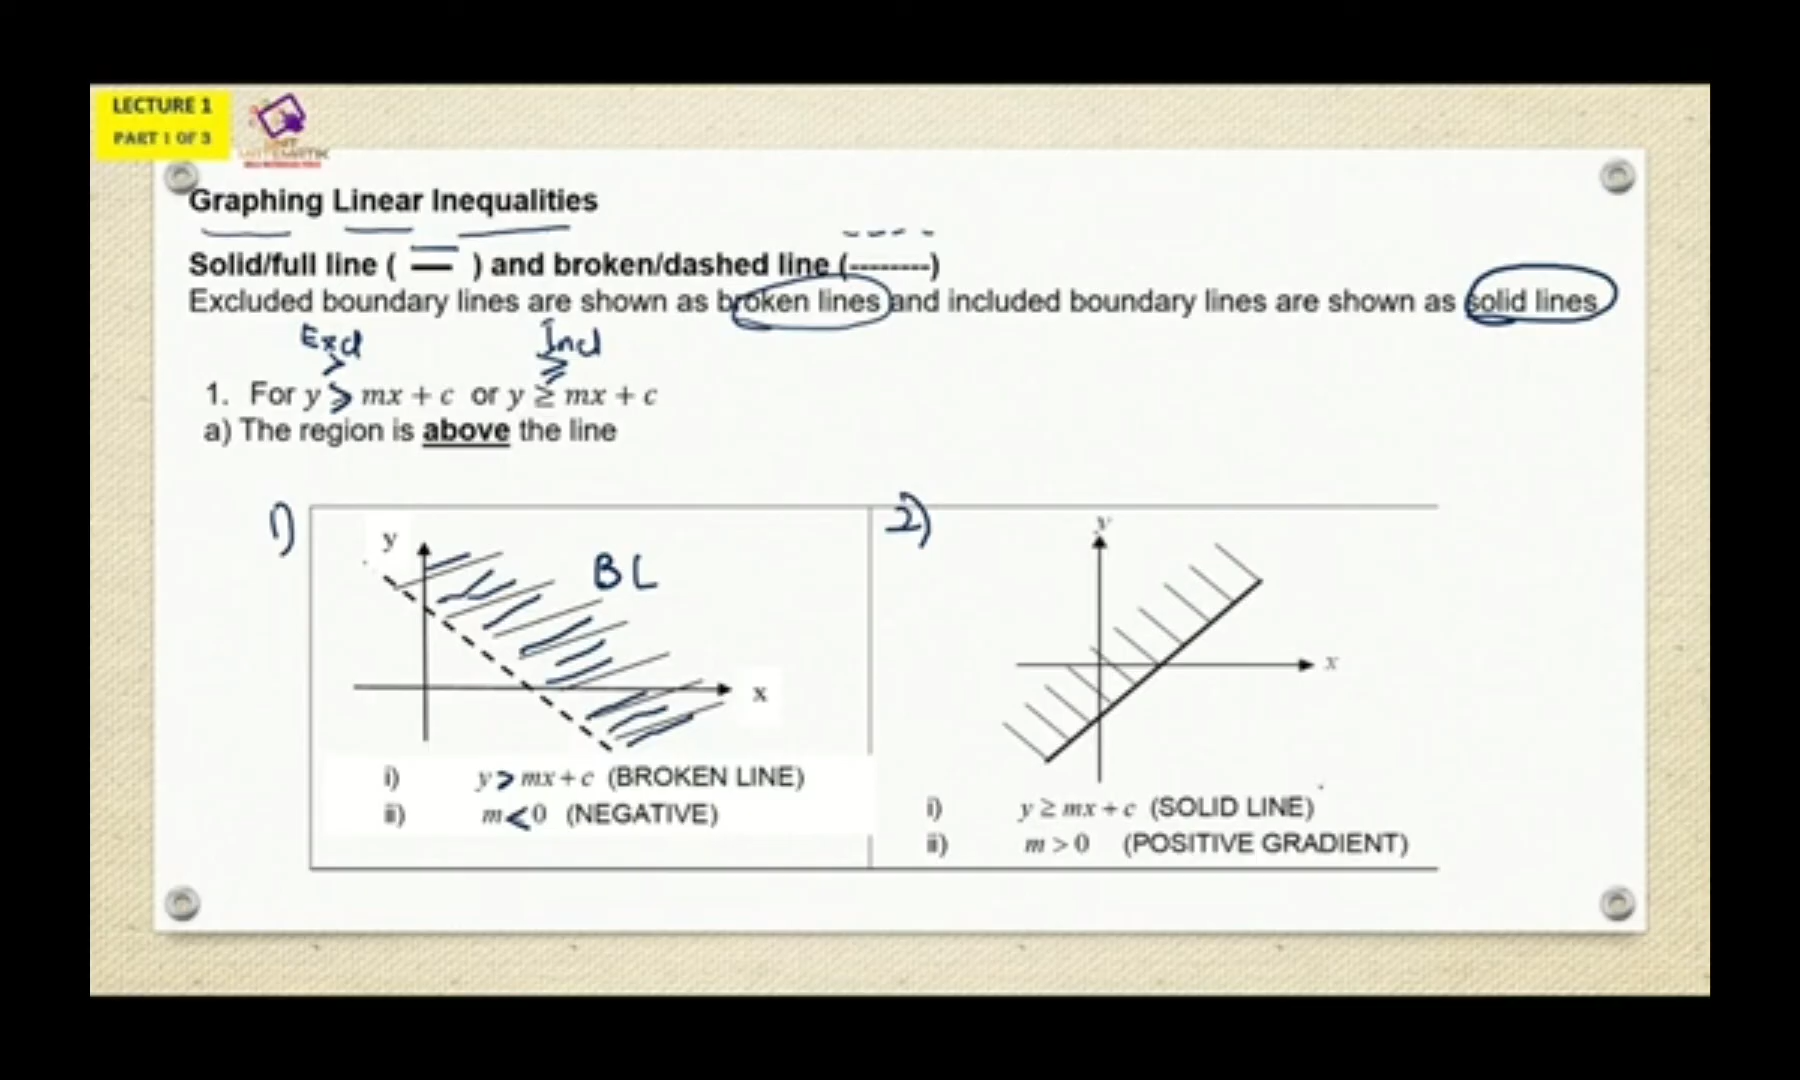 LECTURE 1
PART 1 OF 3
MATEMATIK
Graphing Linear Inequalities
Solid/full line ( — ) and broken/dashed line (--------)
Excluded boundary lines are shown as broken lines and included boundary lines are shown as solid lines
Excl Incl
> ≥
1. For y > mx + c or y ≥ mx + c
a) The region is above the line
1) 2)
y
BL
x
i) y > mx + c (BROKEN LINE)
ii) m < 0 (NEGATIVE)
y
x
i) y ≥ mx + c (SOLID LINE)
ii) m > 0 (POSITIVE GRADIENT)